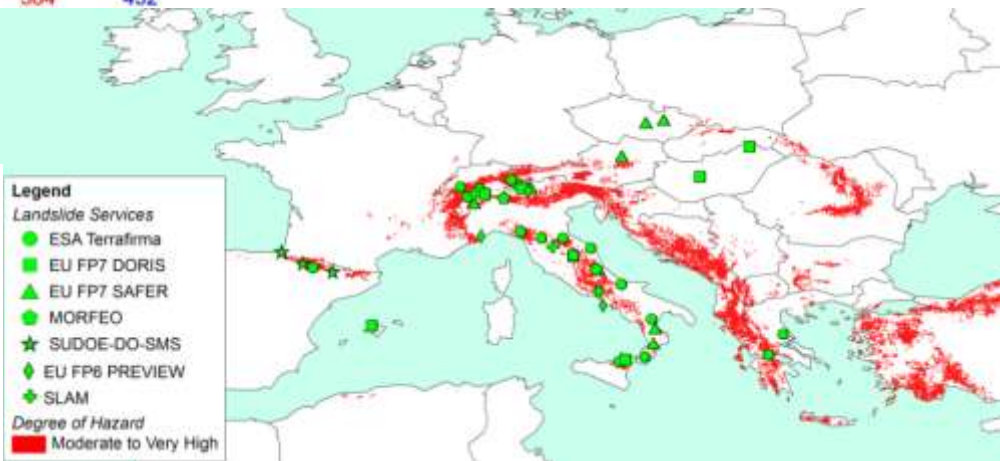 Legend
Landslide Services
ESA Terrafirma
EU FP7 DORIS
EU FP7 SAFER
MORFEO
SUDOE-DO-SMS
EU FP6 PREVIEW
SLAM
Degree of Hazard
Moderate to Very High